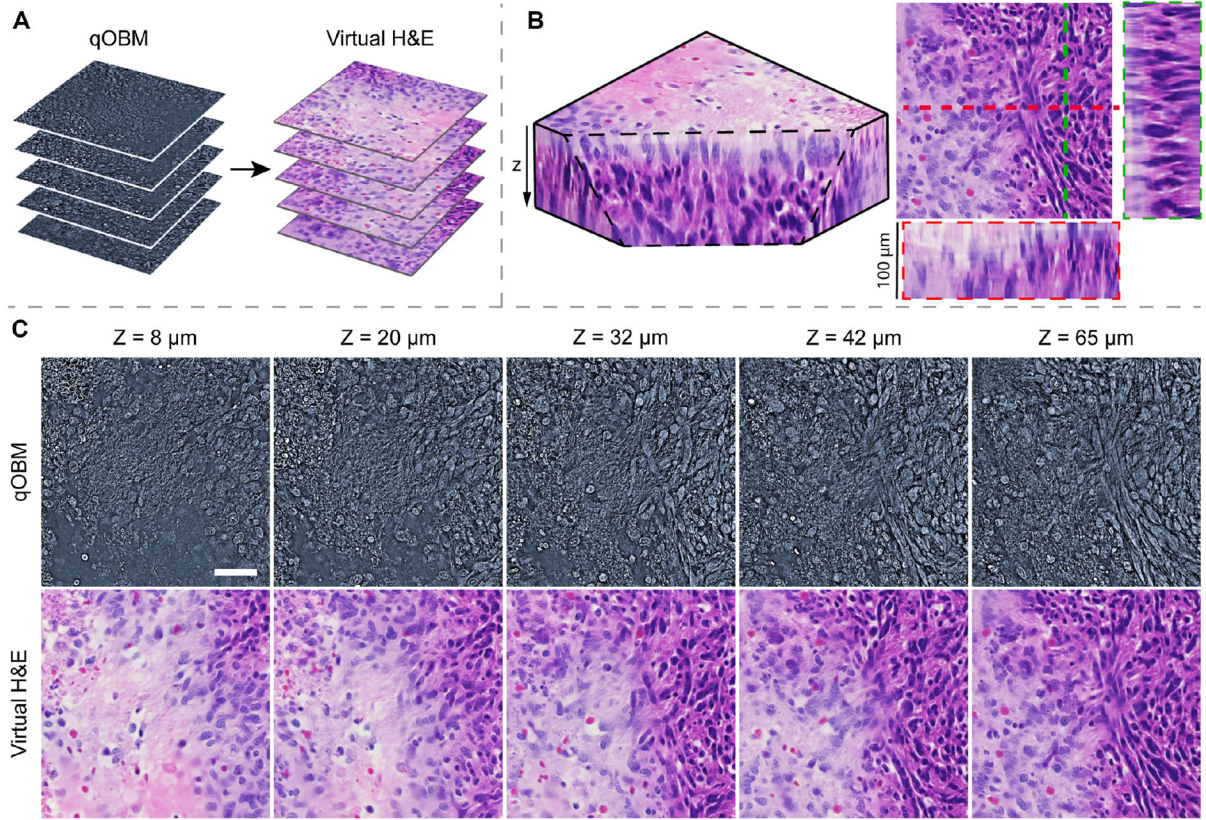 A
qOBM
Virtual H&E
B
z
100 µm
C
Z = 8 µm
Z = 20 µm
Z = 32 µm
Z = 42 µm
Z = 65 µm
qOBM
Virtual H&E